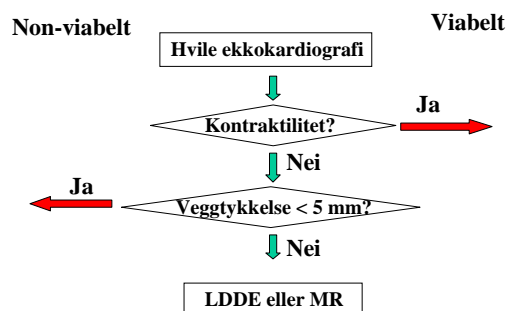 Non-viabelt
Viabelt
Hvile ekkokardiografi
Kontraktilitet?
Ja
Nei
Ja
Veggtykkelse < 5 mm?
Nei
LDDE eller MR